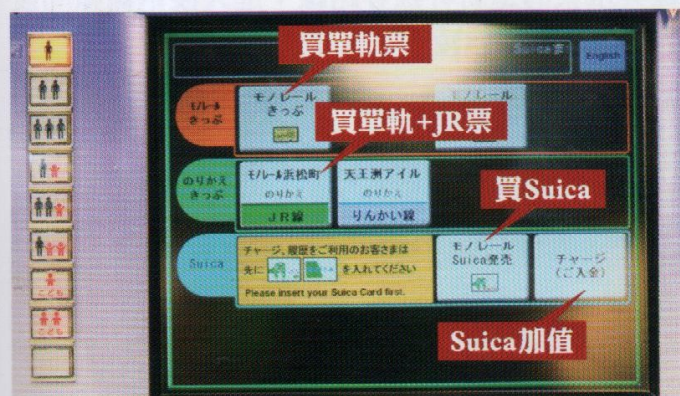 買單軌票
Suica
English
モノレール
きっぷ
モノレール
きっぷ
モノレール
買單軌+JR票
のりかえ
きっぷ
モノレール浜松町
のりかえ
JR線
天王洲アイル
のりかえ
りんかい線
買Suica
Suica
チャージ、履歴をご利用のお客さまは
先に
を入れてください
Please insert your Suica Card first.
モノレール
Suica発売
チャージ
(ご入金)
Suica加值
こども
こども